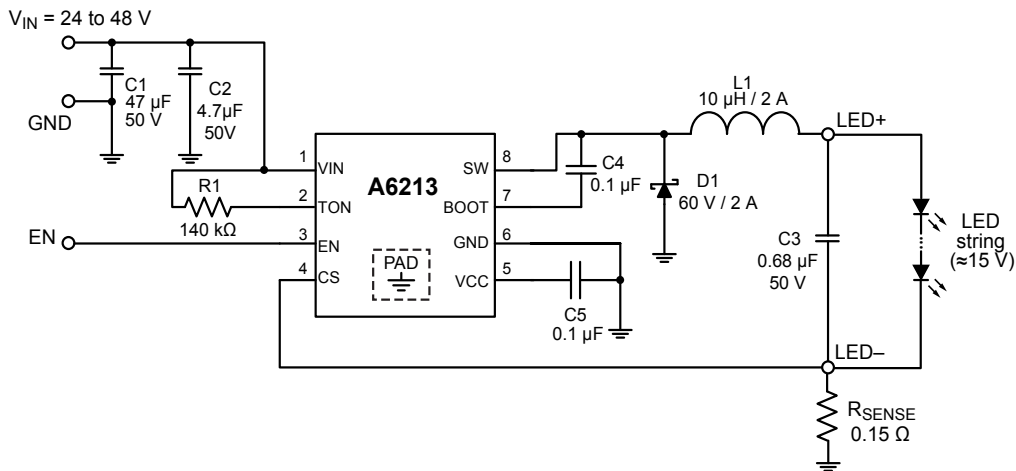 V_IN = 24 to 48 V
C1
47 µF
50 V
C2
4.7µF
50V
GND
R1
140 kΩ
EN
1
VIN
2
TON
3
EN
4
CS
A6213
PAD
SW
8
BOOT
7
GND
6
VCC
5
C4
0.1 µF
C5
0.1 µF
D1
60 V / 2 A
L1
10 µH / 2 A
LED+
C3
0.68 µF
50 V
LED
string
(≈15 V)
LED–
R_SENSE
0.15 Ω